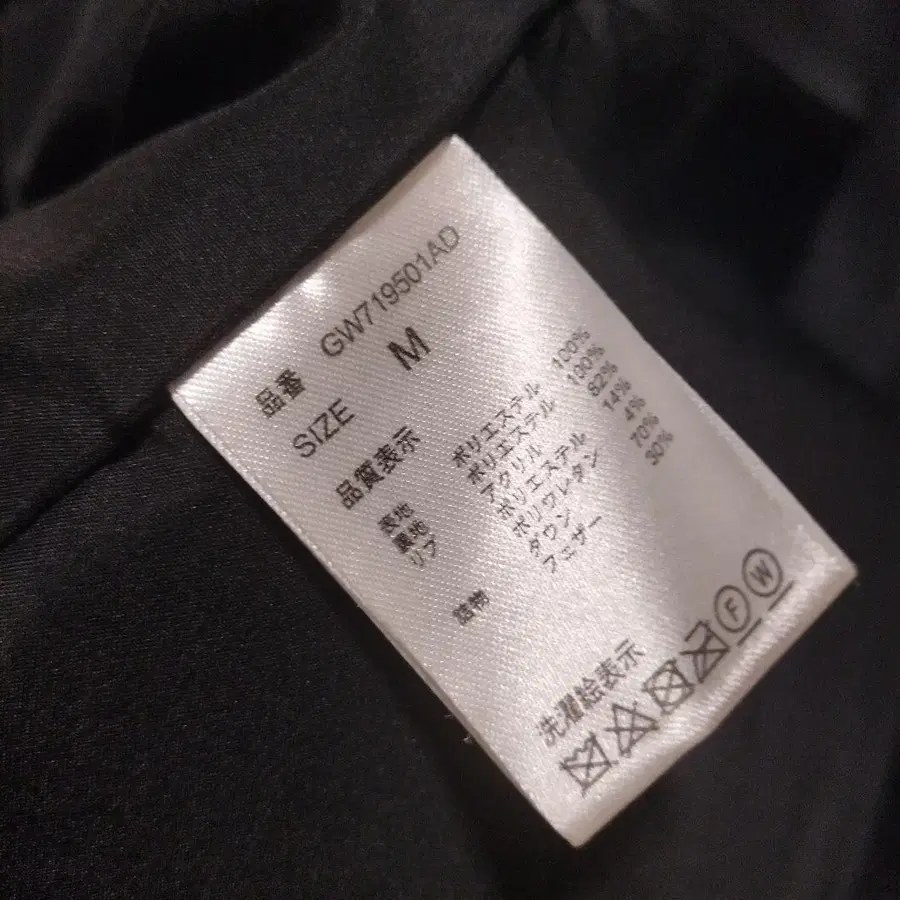 品番 GW719501AD
SIZE M
品質表示
表地 ポリエステル 100%
裏地 ポリエステル 100%
リブ アクリル 82%
ポリエステル 14%
ポリウレタン 4%
詰物 ダウン 70%
フェザー 30%
洗濯絵表示
F W